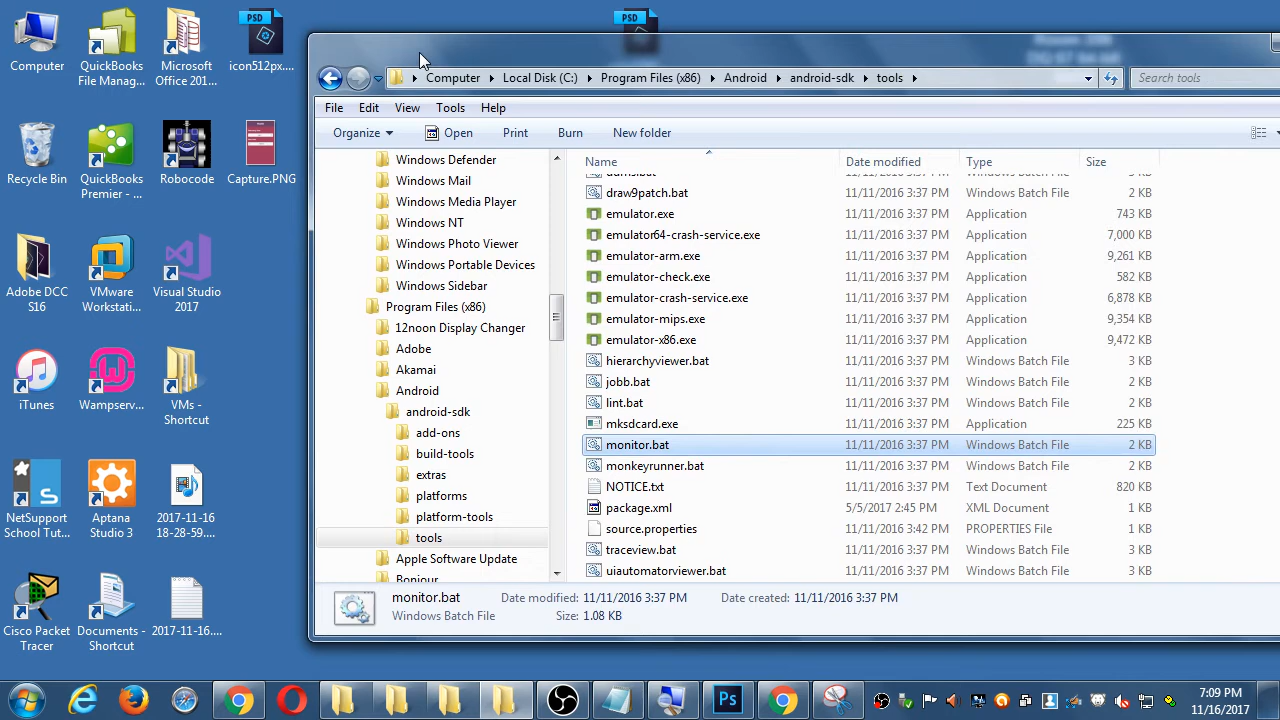 Computer
QuickBooks
File Manag...
Microsoft
Office 201...
PSD
icon512px....
PSD
Recycle Bin
QuickBooks
Premier - ...
Robocode
Capture.PNG
Adobe DCC
S16
VMware
Workstati...
Visual Studio
2017
iTunes
Wampserv...
VMs -
Shortcut
NetSupport
School Tut...
Aptana
Studio 3
2017-11-16
18-28-59....
Cisco Packet
Tracer
Documents -
Shortcut
2017-11-16....
Computer Local Disk (C:) Program Files (x86) Android android-sdk tools
Search tools
File Edit View Tools Help
Organize Open Print Burn New folder
Windows Defender
Windows Mail
Windows Media Player
Windows NT
Windows Photo Viewer
Windows Portable Devices
Windows Sidebar
Program Files (x86)
12noon Display Changer
Adobe
Akamai
Android
android-sdk
add-ons
build-tools
extras
platforms
platform-tools
tools
Apple Software Update
Bonjour
Name Date modified Type Size
draw9patch.bat 11/11/2016 3:37 PM Windows Batch File 2 KB
emulator.exe 11/11/2016 3:37 PM Application 743 KB
emulator64-crash-service.exe 11/11/2016 3:37 PM Application 7,000 KB
emulator-arm.exe 11/11/2016 3:37 PM Application 9,261 KB
emulator-check.exe 11/11/2016 3:37 PM Application 582 KB
emulator-crash-service.exe 11/11/2016 3:37 PM Application 6,878 KB
emulator-mips.exe 11/11/2016 3:37 PM Application 9,354 KB
emulator-x86.exe 11/11/2016 3:37 PM Application 9,472 KB
hierarchyviewer.bat 11/11/2016 3:37 PM Windows Batch File 3 KB
jobb.bat 11/11/2016 3:37 PM Windows Batch File 2 KB
lint.bat 11/11/2016 3:37 PM Windows Batch File 2 KB
mksdcard.exe 11/11/2016 3:37 PM Application 225 KB
monitor.bat 11/11/2016 3:37 PM Windows Batch File 2 KB
monkeyrunner.bat 11/11/2016 3:37 PM Windows Batch File 2 KB
NOTICE.txt 11/11/2016 3:37 PM Text Document 820 KB
package.xml 5/5/2017 2:45 PM XML Document 1 KB
source.properties 11/11/2016 3:42 PM PROPERTIES File 1 KB
traceview.bat 11/11/2016 3:37 PM Windows Batch File 2 KB
uiautomatorviewer.bat 11/11/2016 3:37 PM Windows Batch File 2 KB
monitor.bat Date modified: 11/11/2016 3:37 PM Date created: 11/11/2016 3:37 PM
Windows Batch File Size: 1.08 KB
Ps
7:09 PM
11/16/2017